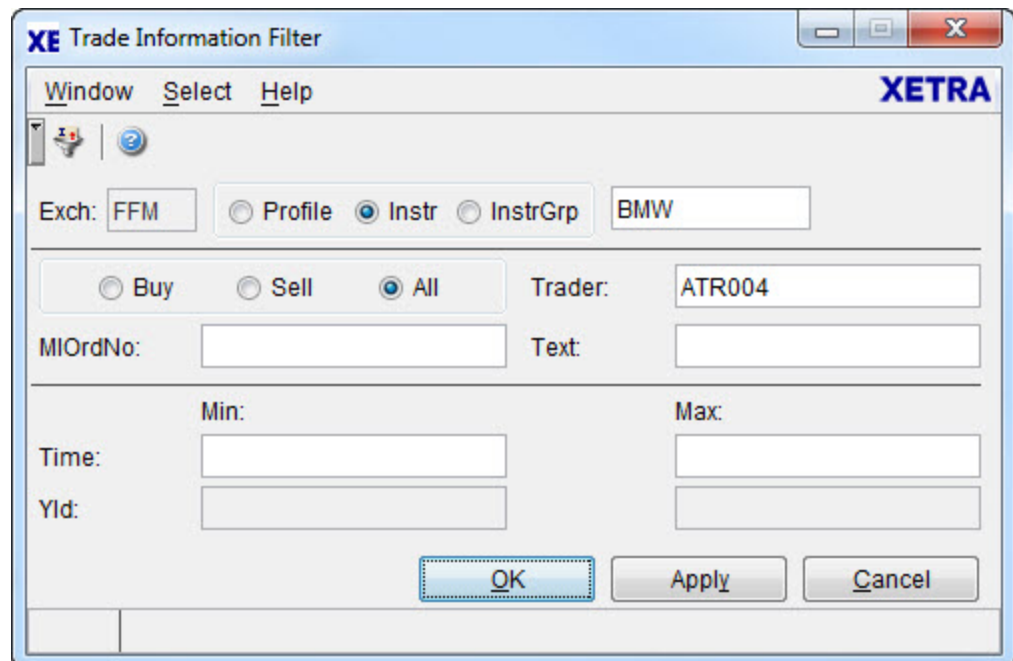 XE Trade Information Filter
Window Select Help XETRA
Exch: FFM Profile Instr InstrGrp BMW
Buy Sell All Trader: ATR004
MlOrdNo: Text:
Min: Max:
Time:
Yld:
OK Apply Cancel